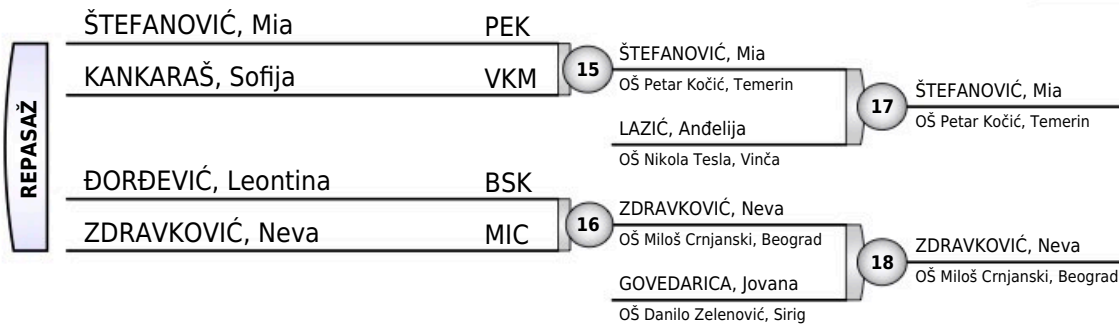 REPASAŽ
ŠTEFANOVIĆ, Mia PEK
KANKARAŠ, Sofija VKM
15
ŠTEFANOVIĆ, Mia
OŠ Petar Kočić, Temerin
LAZIĆ, Anđelija
OŠ Nikola Tesla, Vinča
17
ŠTEFANOVIĆ, Mia
OŠ Petar Kočić, Temerin
ĐORĐEVIĆ, Leontina BSK
ZDRAVKOVIĆ, Neva MIC
16
ZDRAVKOVIĆ, Neva
OŠ Miloš Crnjanski, Beograd
GOVEDARICA, Jovana
OŠ Danilo Zelenović, Sirig
18
ZDRAVKOVIĆ, Neva
OŠ Miloš Crnjanski, Beograd